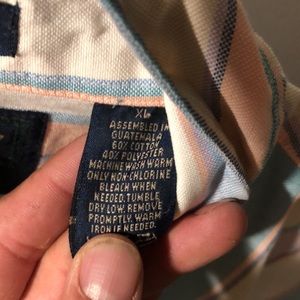 XL
ASSEMBLED IN
GUATEMALA
60% COTTON
40% POLYESTER
MACHINE WASH WARM
ONLY NON-CHLORINE
BLEACH WHEN
NEEDED. TUMBLE
DRY LOW. REMOVE
PROMPTLY. WARM
IRON IF NEEDED.